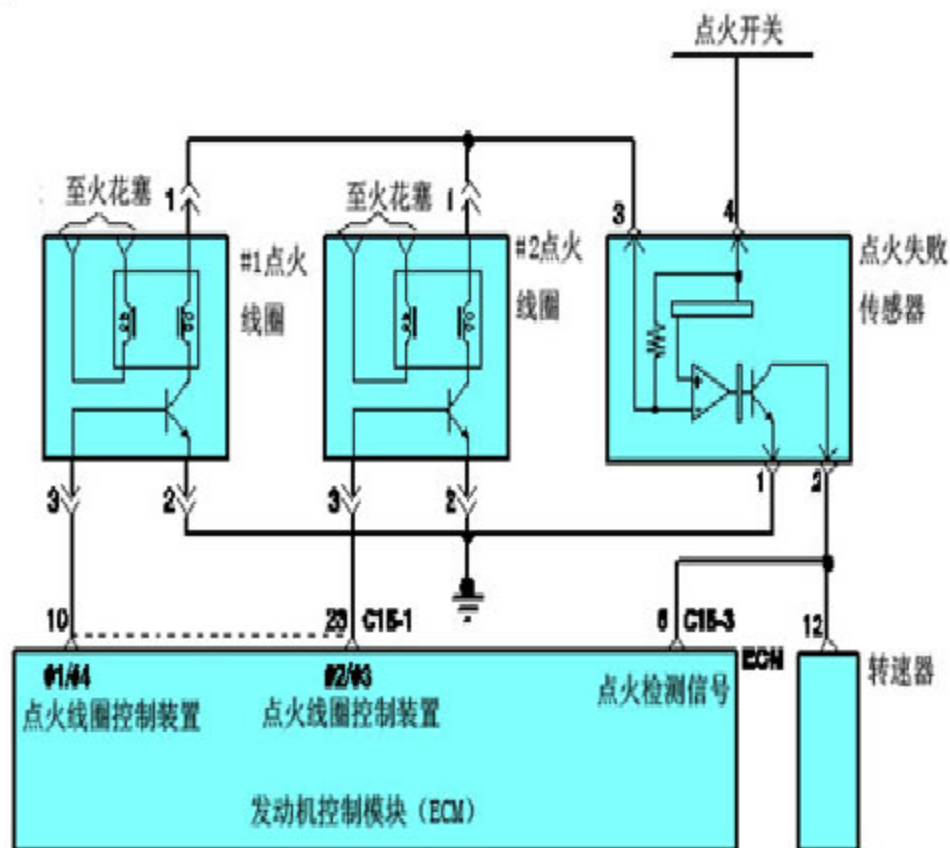 点火开关
至火花塞
1
至火花塞
1
3
4
#1点火
线圈
#2点火
线圈
点火失败
传感器
3
2
3
2
1
2
10
23
C15-1
6
C15-3
ECM
12
#1/#4
点火线圈控制装置
#2/#3
点火线圈控制装置
点火检测信号
转速器
发动机控制模块（ECM）